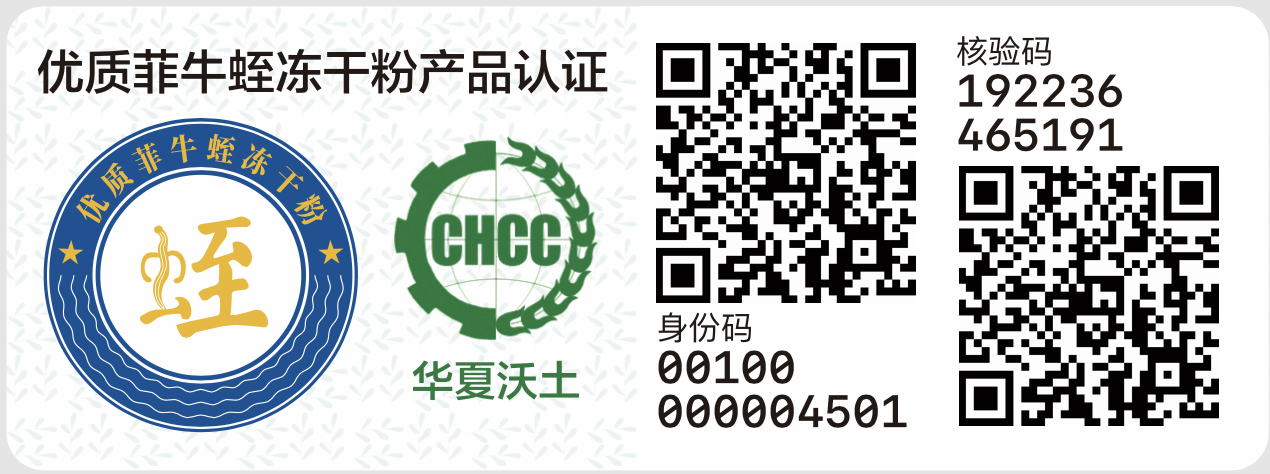 优质菲牛蛭冻干粉产品认证
优质菲牛蛭冻干粉
蛭
CHCC
华夏沃土
身份码
00100
000004501
核验码
192236
465191